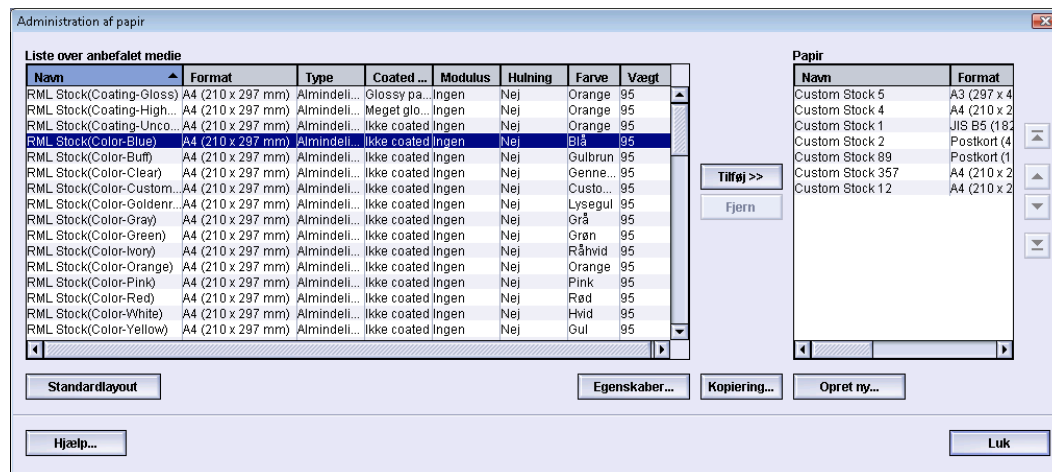 Administration af papir
Liste over anbefalet medie
Navn Format Type Coated ... Modulus Hulning Farve Vægt
RML Stock(Coating-Gloss) A4 (210 x 297 mm) Almindeli... Glossy pa... Ingen Nej Orange 95
RML Stock(Coating-High... A4 (210 x 297 mm) Almindeli... Meget glo... Ingen Nej Orange 95
RML Stock(Coating-Unco... A4 (210 x 297 mm) Almindeli... Ikke coated Ingen Nej Orange 95
RML Stock(Color-Blue) A4 (210 x 297 mm) Almindeli... Ikke coated Ingen Nej Blå 95
RML Stock(Color-Buff) A4 (210 x 297 mm) Almindeli... Ikke coated Ingen Nej Gulbrun 95
RML Stock(Color-Clear) A4 (210 x 297 mm) Almindeli... Ikke coated Ingen Nej Genne... 95
RML Stock(Color-Custom... A4 (210 x 297 mm) Almindeli... Ikke coated Ingen Nej Custo... 95
RML Stock(Color-Goldenr... A4 (210 x 297 mm) Almindeli... Ikke coated Ingen Nej Lysegul 95
RML Stock(Color-Gray) A4 (210 x 297 mm) Almindeli... Ikke coated Ingen Nej Grå 95
RML Stock(Color-Green) A4 (210 x 297 mm) Almindeli... Ikke coated Ingen Nej Grøn 95
RML Stock(Color-Ivory) A4 (210 x 297 mm) Almindeli... Ikke coated Ingen Nej Råhvid 95
RML Stock(Color-Orange) A4 (210 x 297 mm) Almindeli... Ikke coated Ingen Nej Orange 95
RML Stock(Color-Pink) A4 (210 x 297 mm) Almindeli... Ikke coated Ingen Nej Pink 95
RML Stock(Color-Red) A4 (210 x 297 mm) Almindeli... Ikke coated Ingen Nej Rød 95
RML Stock(Color-White) A4 (210 x 297 mm) Almindeli... Ikke coated Ingen Nej Hvid 95
RML Stock(Color-Yellow) A4 (210 x 297 mm) Almindeli... Ikke coated Ingen Nej Gul 95
Tilføj >>
Fjern
Papir
Navn Format
Custom Stock 5 A3 (297 x 4
Custom Stock 4 A4 (210 x 2
Custom Stock 1 JIS B5 (182
Custom Stock 2 Postkort (4
Custom Stock 89 Postkort (1
Custom Stock 357 A4 (210 x 2
Custom Stock 12 A4 (210 x 2
Standardlayout Egenskaber... Kopiering... Opret ny...
Hjælp... Luk